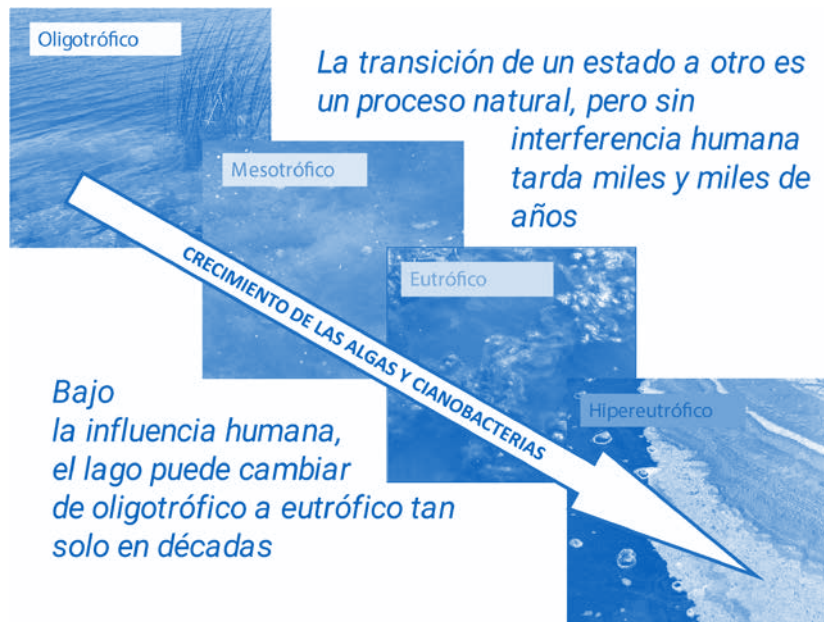 Oligotrófico
La transición de un estado a otro es
un proceso natural, pero sin
interferencia humana
tarda miles y miles de
años
Mesotrófico
Eutrófico
CRECIMIENTO DE LAS ALGAS Y CIANOBACTERIAS
Hipereutrófico
Bajo
la influencia humana,
el lago puede cambiar
de oligotrófico a eutrófico tan
solo en décadas